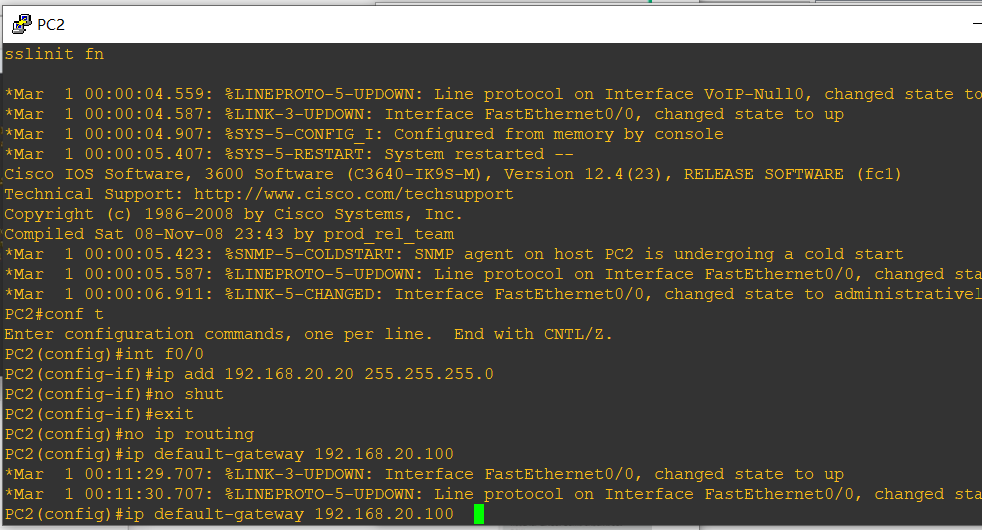 PC2
sslinit fn
*Mar  1 00:00:04.559: %LINEPROTO-5-UPDOWN: Line protocol on Interface VoIP-Null0, changed state to
*Mar  1 00:00:04.587: %LINK-3-UPDOWN: Interface FastEthernet0/0, changed state to up
*Mar  1 00:00:04.907: %SYS-5-CONFIG_I: Configured from memory by console
*Mar  1 00:00:05.407: %SYS-5-RESTART: System restarted --
Cisco IOS Software, 3600 Software (C3640-IK9S-M), Version 12.4(23), RELEASE SOFTWARE (fc1)
Technical Support: http://www.cisco.com/techsupport
Copyright (c) 1986-2008 by Cisco Systems, Inc.
Compiled Sat 08-Nov-08 23:43 by prod_rel_team
*Mar  1 00:00:05.423: %SNMP-5-COLDSTART: SNMP agent on host PC2 is undergoing a cold start
*Mar  1 00:00:05.587: %LINEPROTO-5-UPDOWN: Line protocol on Interface FastEthernet0/0, changed sta
*Mar  1 00:00:06.911: %LINK-5-CHANGED: Interface FastEthernet0/0, changed state to administrativel
PC2#conf t
Enter configuration commands, one per line.  End with CNTL/Z.
PC2(config)#int f0/0
PC2(config-if)#ip add 192.168.20.20 255.255.255.0
PC2(config-if)#no shut
PC2(config-if)#exit
PC2(config)#no ip routing
PC2(config)#ip default-gateway 192.168.20.100
*Mar  1 00:11:29.707: %LINK-3-UPDOWN: Interface FastEthernet0/0, changed state to up
*Mar  1 00:11:30.707: %LINEPROTO-5-UPDOWN: Line protocol on Interface FastEthernet0/0, changed sta
PC2(config)#ip default-gateway 192.168.20.100